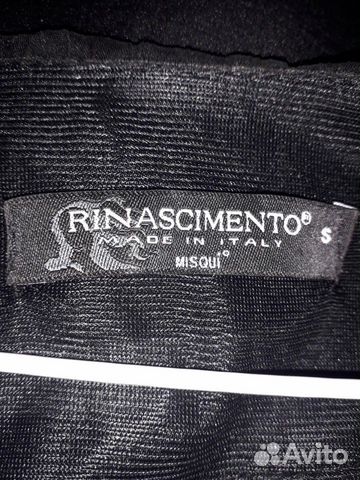 RINASCIMENTO®
MADE IN ITALY
MISQUI°
S
Avito